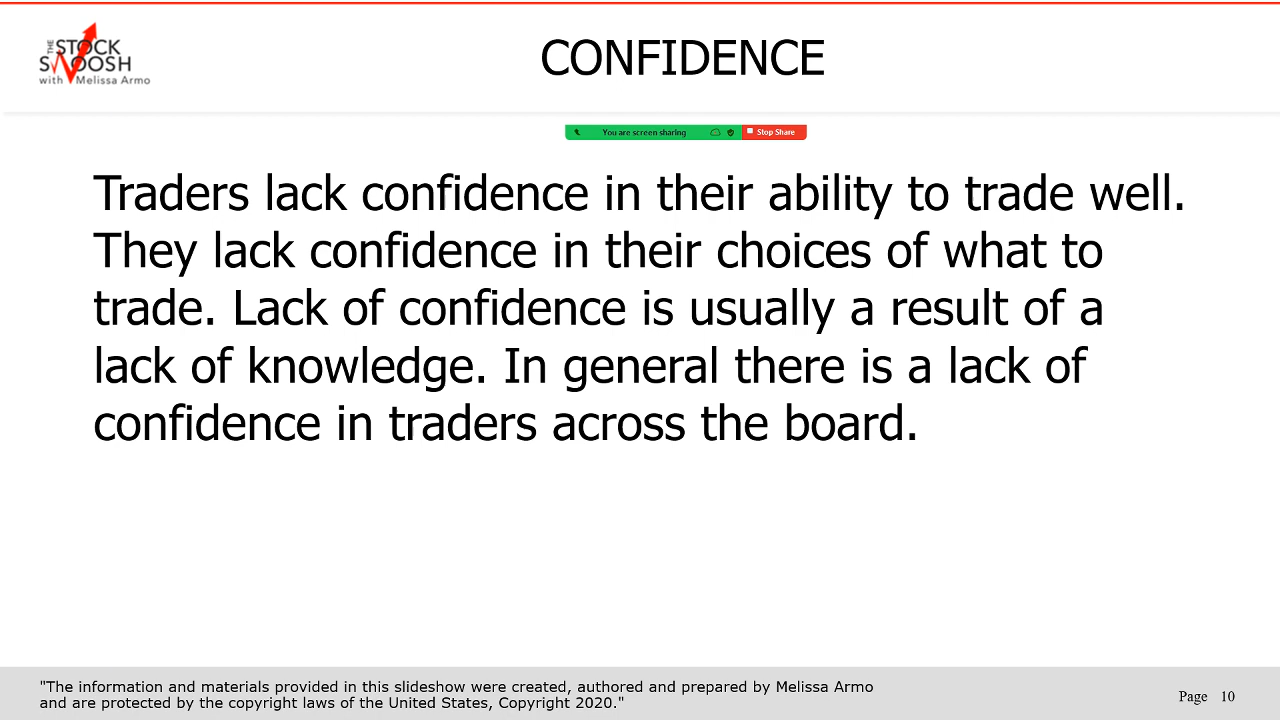 THE STOCK
SWOOSH
with Melissa Armo
CONFIDENCE
You are screen sharing Stop Share
Traders lack confidence in their ability to trade well.
They lack confidence in their choices of what to
trade. Lack of confidence is usually a result of a
lack of knowledge. In general there is a lack of
confidence in traders across the board.
"The information and materials provided in this slideshow were created, authored and prepared by Melissa Armo
and are protected by the copyright laws of the United States, Copyright 2020."
Page 10